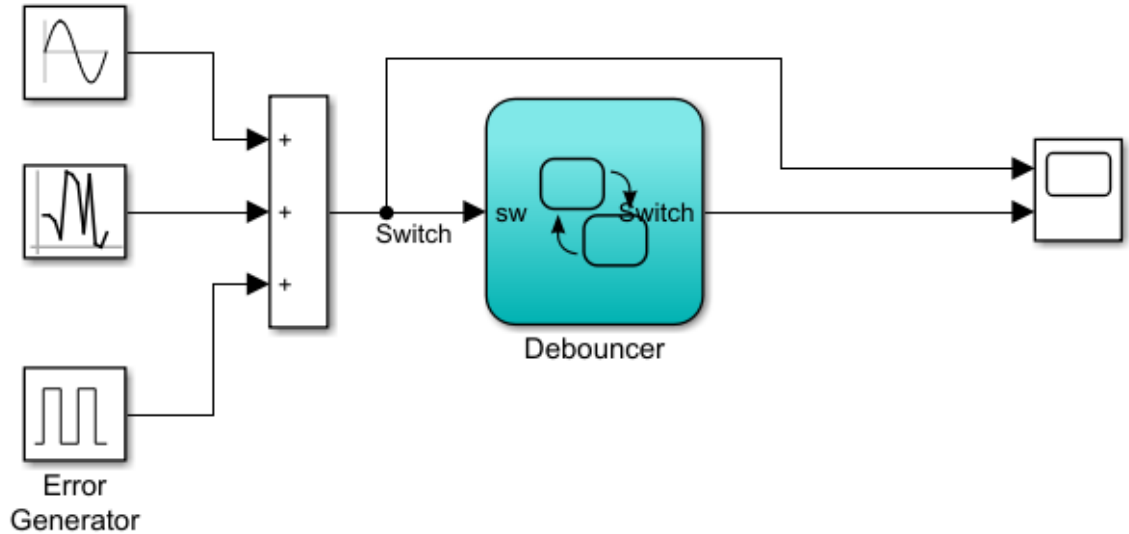 +
+
+
Switch
sw
Switch
Debouncer
Error
Generator